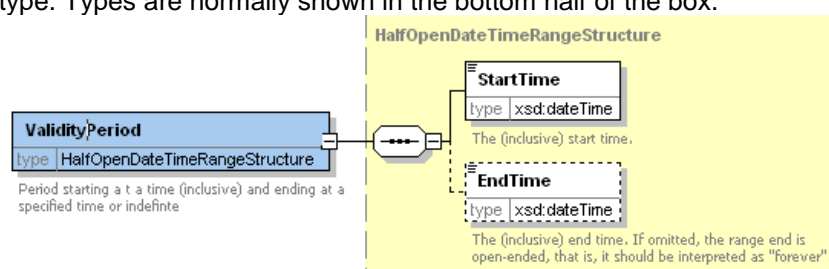 type. Types are normally shown in the bottom half of the box.
HalfOpenDateTimeRangeStructure
StartTime
type xsd:dateTime
The (inclusive) start time.
ValidityPeriod
type HalfOpenDateTimeRangeStructure
Period starting a t a time (inclusive) and ending at a
specified time or indefinte
EndTime
type xsd:dateTime
The (inclusive) end time. If omitted, the range end is
open-ended, that is, it should be interpreted as "forever"